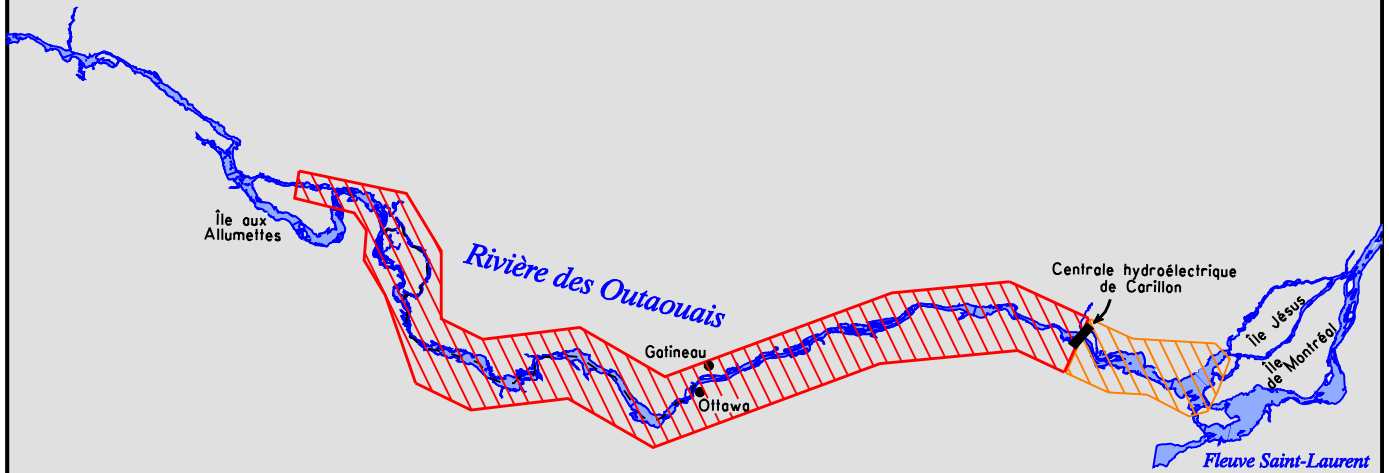 Île aux
Allumettes
Rivière des Outaouais
Gatineau
Ottawa
Centrale hydroélectrique
de Carillon
Île Jésus
Île
de Montréal
Fleuve Saint-Laurent